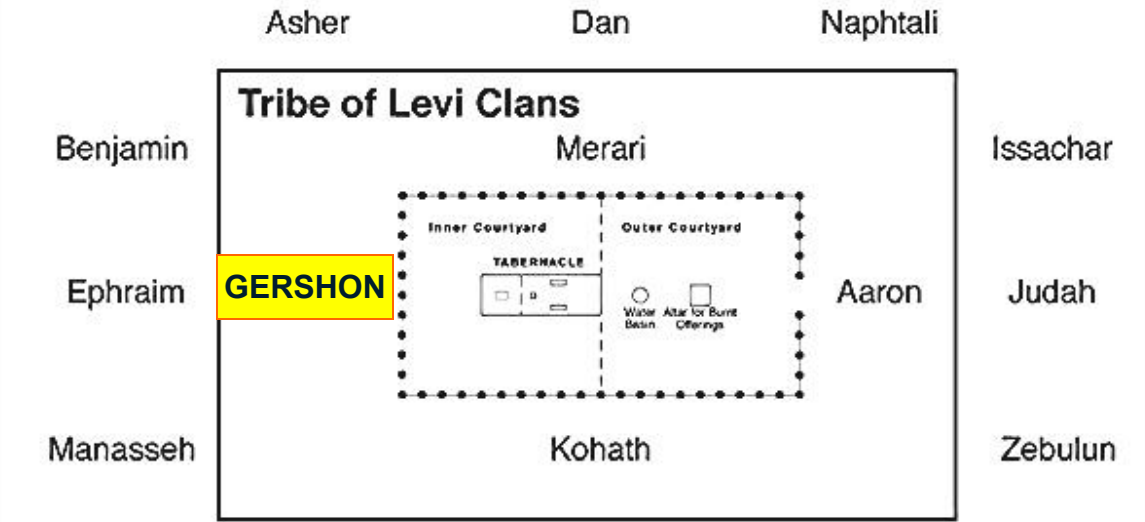 Asher Dan Naphtali
Tribe of Levi Clans
Benjamin Merari Issachar
Inner Courtyard Outer Courtyard
TABERNACLE
Ephraim GERSHON Aaron Judah
Water Altar for Burnt
Basin Offerings
Manasseh Kohath Zebulun